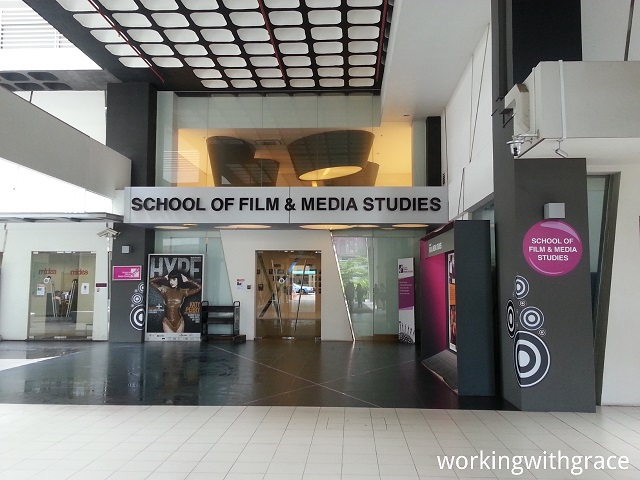 SCHOOL OF FILM & MEDIA STUDIES
SCHOOL OF
FILM & MEDIA
STUDIES
HYPE
workingwithgrace